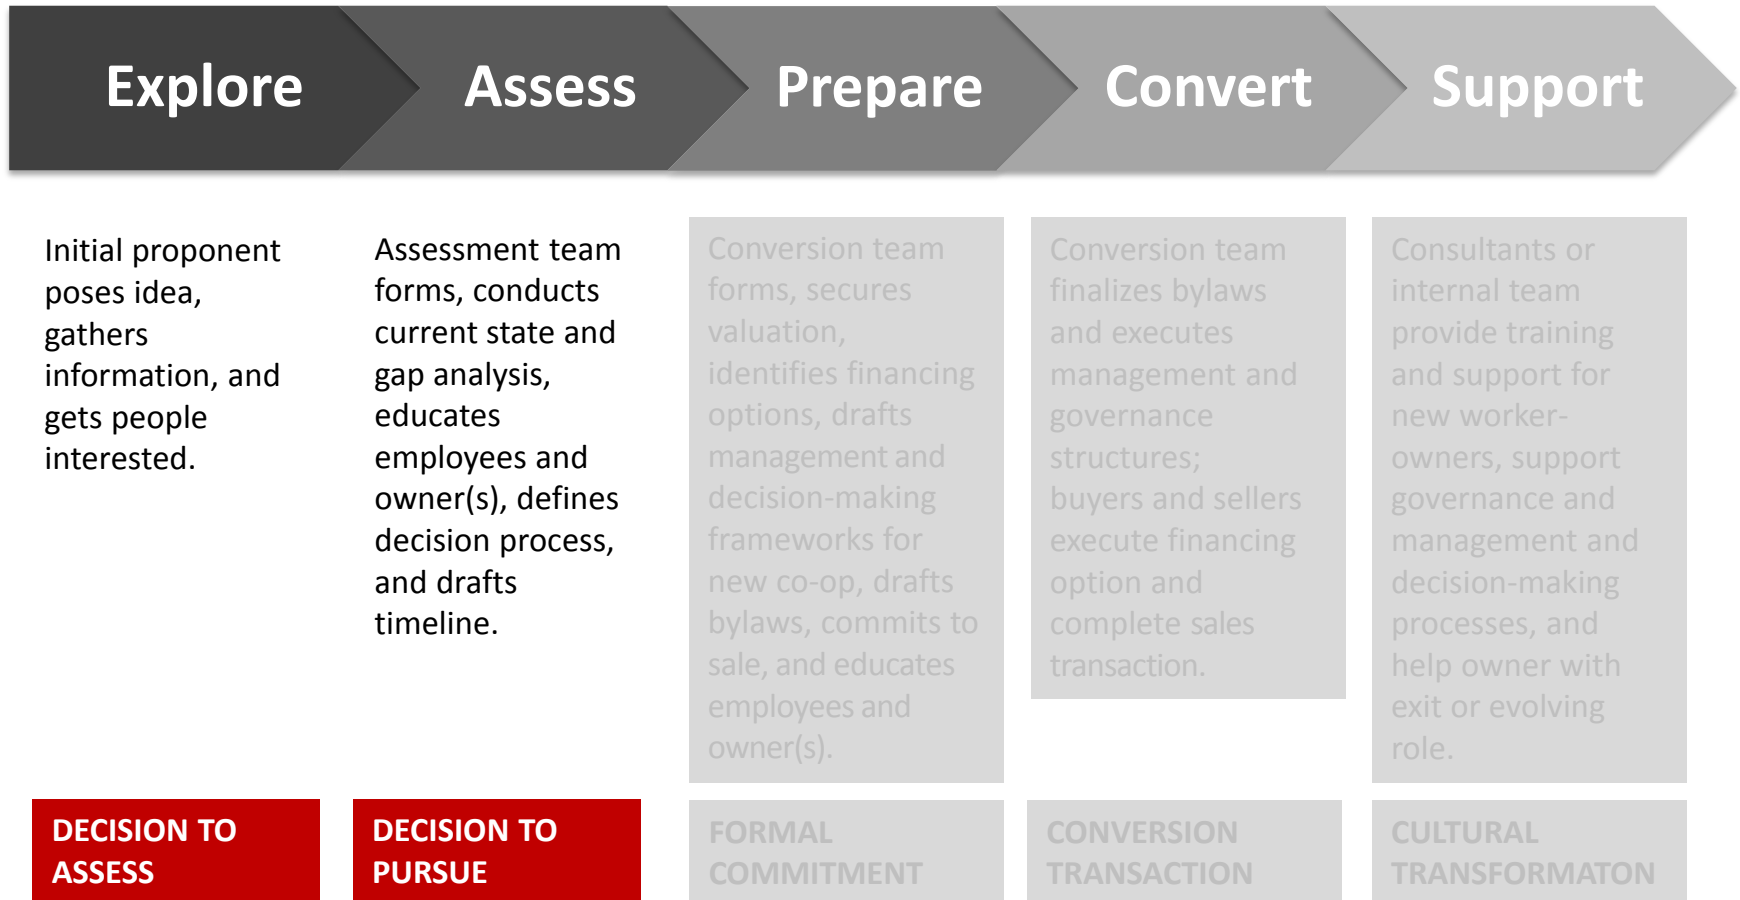 Explore
Assess
Prepare
Convert
Support
Initial proponent
poses idea,
gathers
information, and
gets people
interested.
Assessment team
forms, conducts
current state and
gap analysis,
educates
employees and
owner(s), defines
decision process,
and drafts
timeline.
Conversion team
forms, secures
valuation,
identifies financing
options, drafts
management and
decision-making
frameworks for
new co-op, drafts
bylaws, commits to
sale, and educates
employees and
owner(s).
Conversion team
finalizes bylaws
and executes
management and
governance
structures;
buyers and sellers
execute financing
option and
complete sales
transaction.
Consultants or
internal team
provide training
and support for
new worker-
owners, support
governance and
management and
decision-making
processes, and
help owner with
exit or evolving
role.
DECISION TO
ASSESS
DECISION TO
PURSUE
FORMAL
COMMITMENT
CONVERSION
TRANSACTION
CULTURAL
TRANSFORMATON